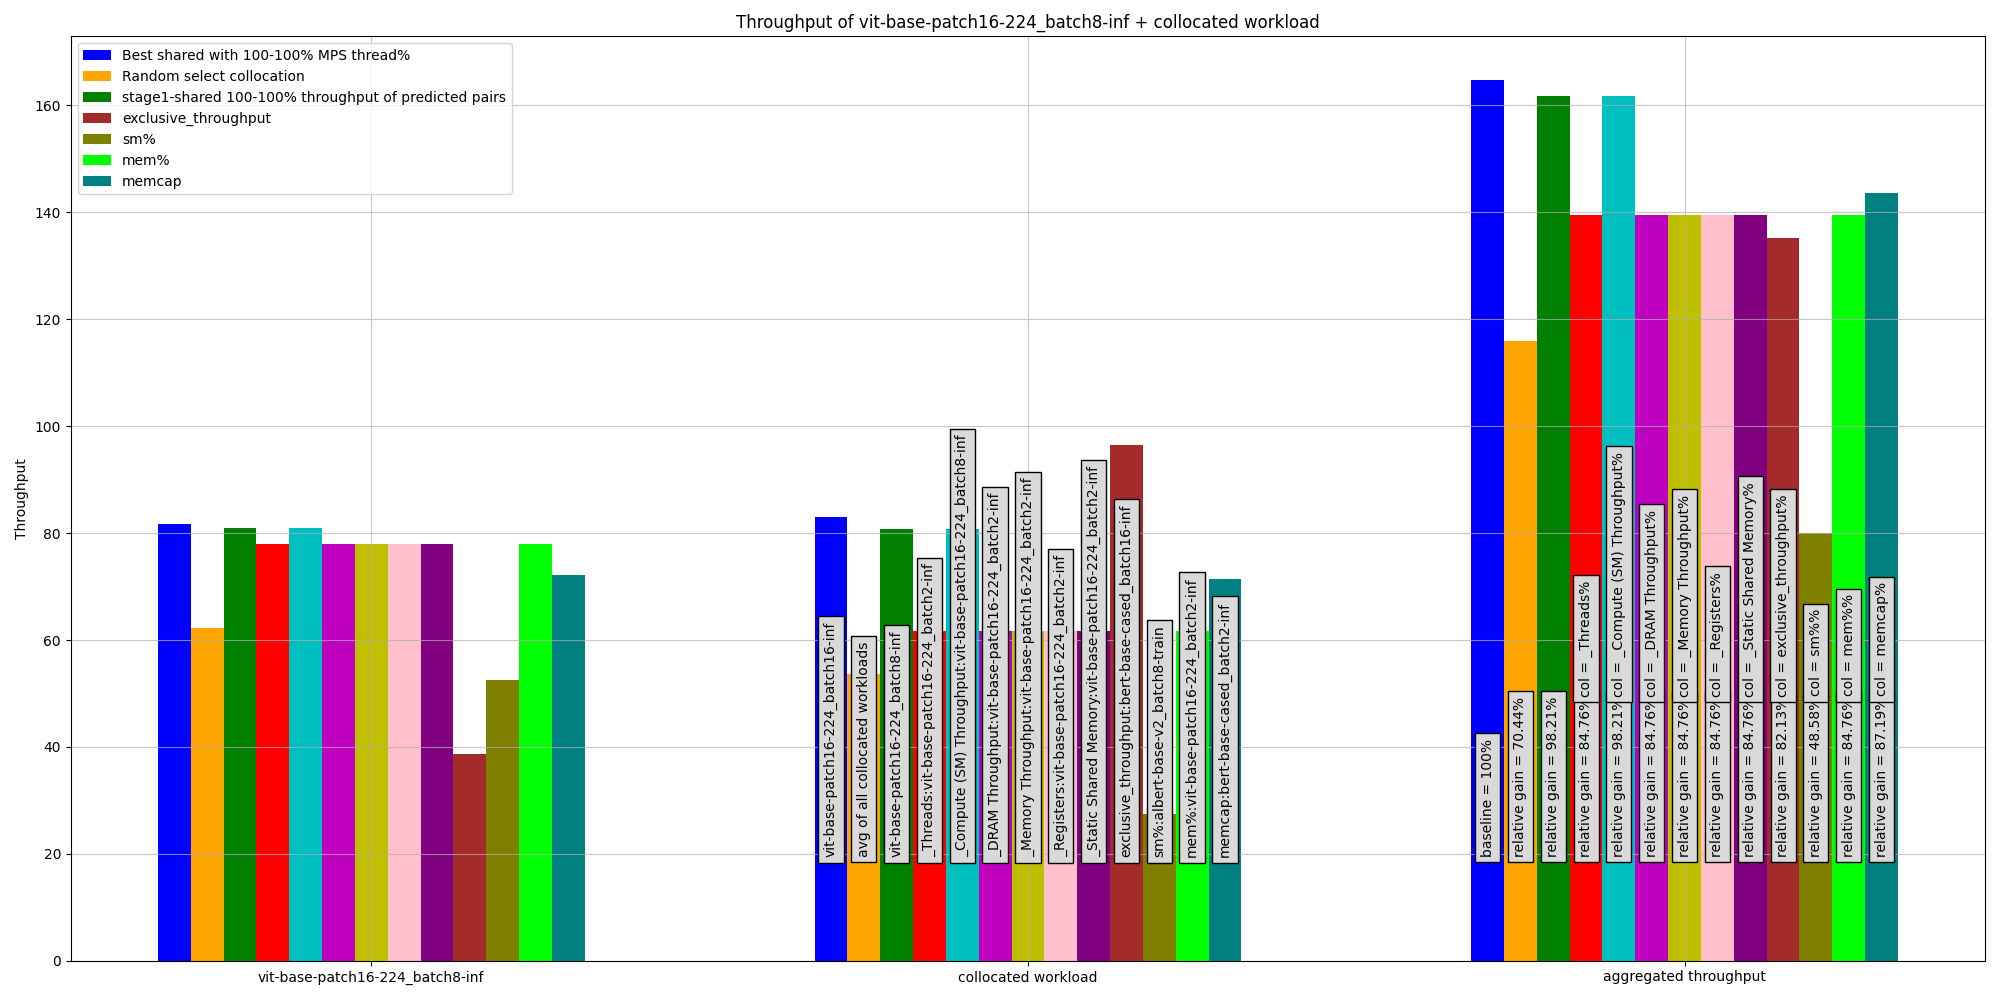 Throughput of vit-base-patch16-224_batch8-inf + collocated workload
Best shared with 100-100% MPS thread%
Random select collocation
stage1-shared 100-100% throughput of predicted pairs
exclusive_throughput
sm%
mem%
memcap
Throughput
160
140
120
100
80
60
40
20
0
vit-base-patch16-224_batch16-inf
avg of all collocated workloads
vit-base-patch16-224_batch8-inf
_Threads:vit-base-patch16-224_batch2-inf
_Compute (SM) Throughput:vit-base-patch16-224_batch8-inf
_DRAM Throughput:vit-base-patch16-224_batch2-inf
_Memory Throughput:vit-base-patch16-224_batch2-inf
_Registers:vit-base-patch16-224_batch2-inf
_Static Shared Memory:vit-base-patch16-224_batch2-inf
exclusive_throughput:bert-base-cased_batch16-inf
sm%:albert-base-v2_batch8-train
mem%:vit-base-patch16-224_batch2-inf
memcap:bert-base-cased_batch2-inf
baseline = 100%
relative gain = 70.44%
relative gain = 98.21%
relative gain = 84.76%
col = _Threads%
relative gain = 98.21%
col = _Compute (SM) Throughput%
relative gain = 84.76%
col = _DRAM Throughput%
relative gain = 84.76%
col = _Memory Throughput%
relative gain = 84.76%
col = _Registers%
relative gain = 84.76%
col = _Static Shared Memory%
relative gain = 82.13%
col = exclusive_throughput%
relative gain = 48.58%
col = sm%%
relative gain = 84.76%
col = mem%%
relative gain = 87.19%
col = memcap%
vit-base-patch16-224_batch8-inf
collocated workload
aggregated throughput